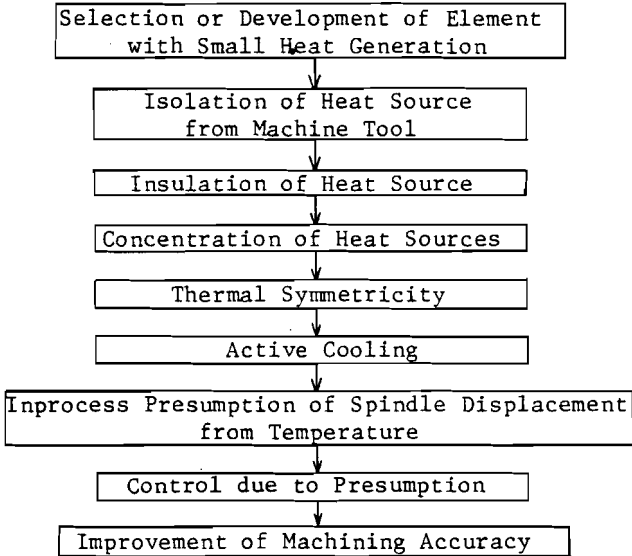 Selection or Development of Element
with Small Heat Generation
Isolation of Heat Source
from Machine Tool
Insulation of Heat Source
Concentration of Heat Sources
Thermal Symmetricity
Active Cooling
Inprocess Presumption of Spindle Displacement
from Temperature
Control due to Presumption
Improvement of Machining Accuracy